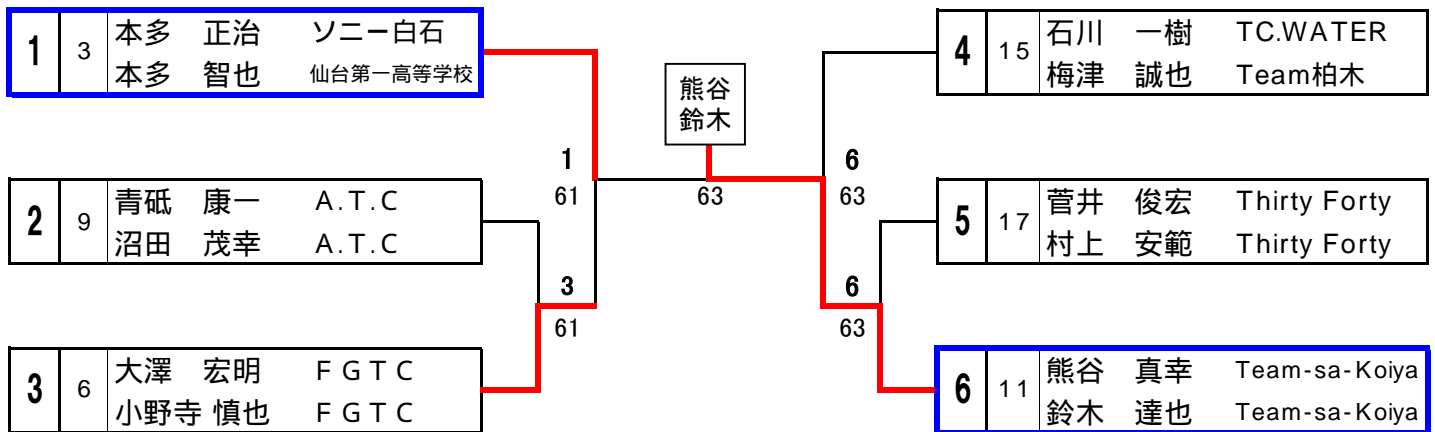 1 3 本多 正治 ソニー白石
本多 智也 仙台第一高等学校
2 9 青砥 康一 A.T.C
沼田 茂幸 A.T.C
3 6 大澤 宏明 FGTC
小野寺 慎也 FGTC
1
61
3
61
熊谷
鈴木
63
6
63
6
63
4 15 石川 一樹 TC.WATER
梅津 誠也 Team柏木
5 17 菅井 俊宏 Thirty Forty
村上 安範 Thirty Forty
6 11 熊谷 真幸 Team-sa-Koiya
鈴木 達也 Team-sa-Koiya